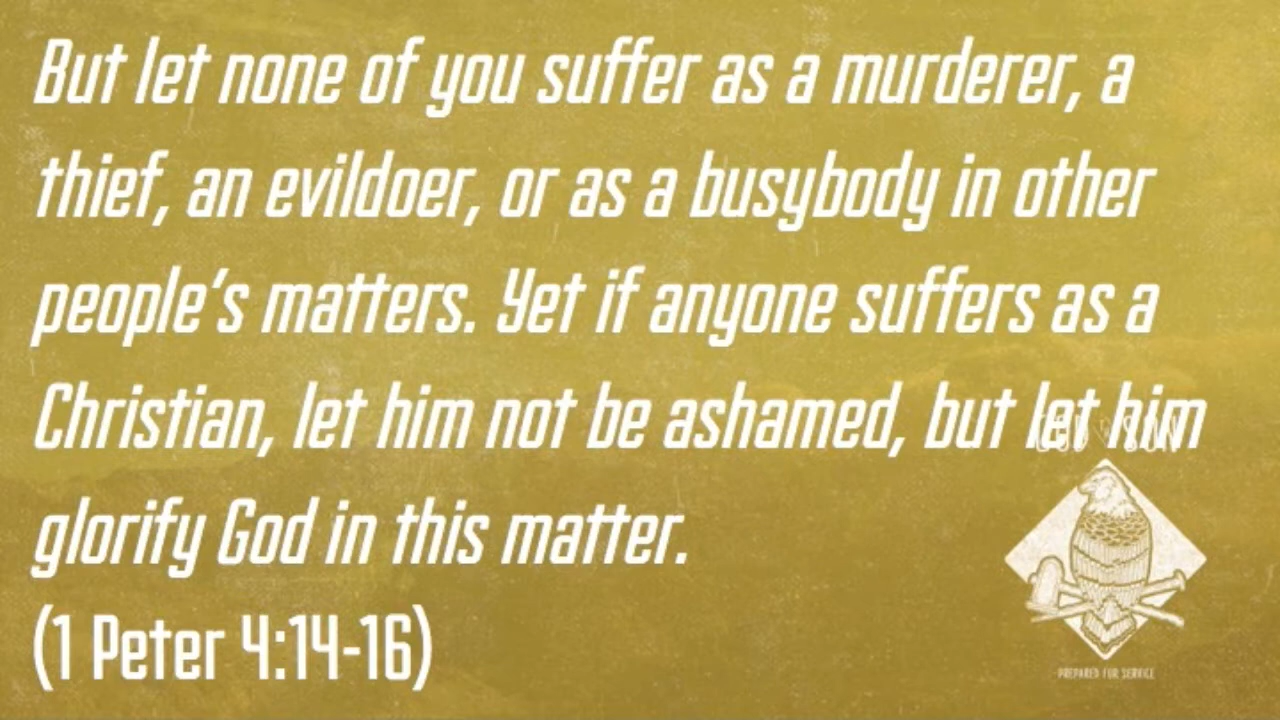 But let none of you suffer as a murderer, a
thief, an evildoer, or as a busybody in other
people's matters. Yet if anyone suffers as a
Christian, let him not be ashamed, but let him
glorify God in this matter.
(1 Peter 4:14-16)
PREPARED FOR SERVICE